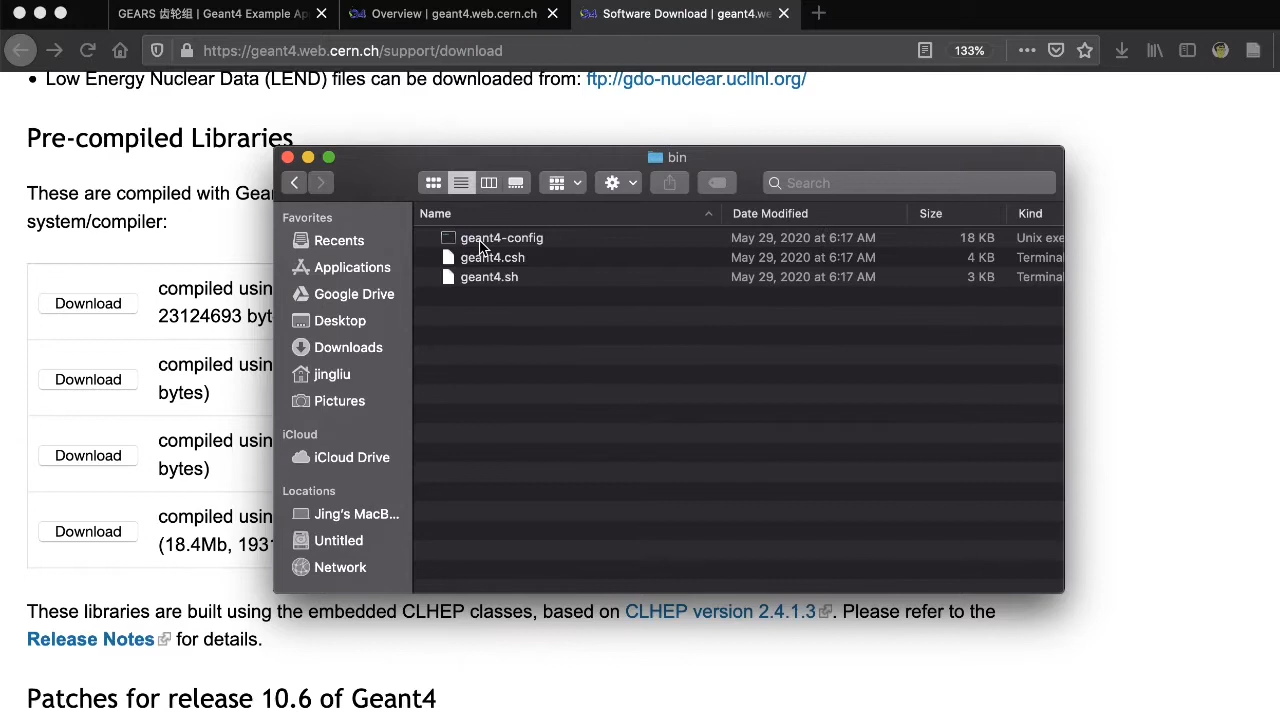 GEARS 齿轮组 | Geant4 Example Ap
Overview | geant4.web.cern.ch
Software Download | geant4.we
https://geant4.web.cern.ch/support/download
133%
• Low Energy Nuclear Data (LEND) files can be downloaded from: ftp://gdo-nuclear.ucllnl.org/
Pre-compiled Libraries
These are compiled with Gea
system/compiler:
Download
compiled usin
23124693 byt
Download
compiled usin
bytes)
Download
compiled usin
bytes)
Download
compiled usin
(18.4Mb, 1931
bin
Search
Favorites
Recents
Applications
Google Drive
Desktop
Downloads
jingliu
Pictures
iCloud
iCloud Drive
Locations
Jing's MacB...
Untitled
Network
Name Date Modified Size Kind
geant4-config May 29, 2020 at 6:17 AM 18 KB Unix exe
geant4.csh May 29, 2020 at 6:17 AM 4 KB Termina
geant4.sh May 29, 2020 at 6:17 AM 3 KB Termina
These libraries are built using the embedded CLHEP classes, based on CLHEP version 2.4.1.3. Please refer to the
Release Notes for details.
Patches for release 10.6 of Geant4